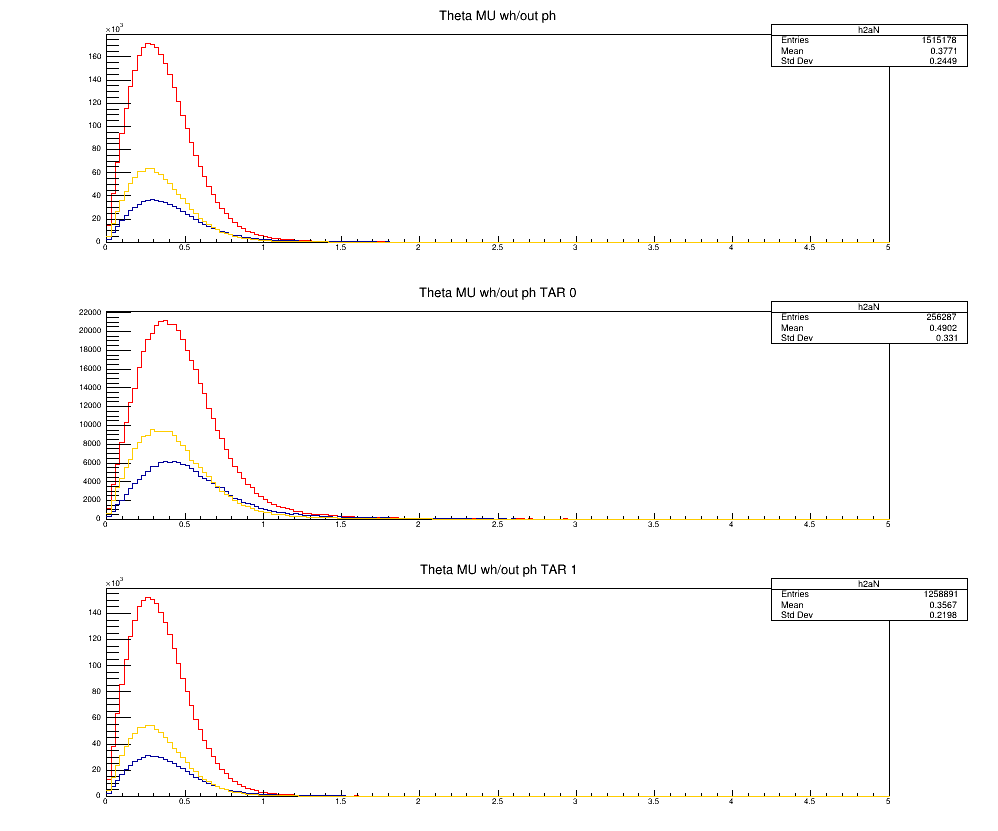 Theta MU wh/out ph
×10³
h2aN
Entries 1515178
Mean 0.3771
Std Dev 0.2449
160
140
120
100
80
60
40
20
0
0 0.5 1 1.5 2 2.5 3 3.5 4 4.5 5
Theta MU wh/out ph TAR 0
h2aN
Entries 256287
Mean 0.4902
Std Dev 0.331
22000
20000
18000
16000
14000
12000
10000
8000
6000
4000
2000
0
0 0.5 1 1.5 2 2.5 3 3.5 4 4.5 5
Theta MU wh/out ph TAR 1
×10³
h2aN
Entries 1258891
Mean 0.3567
Std Dev 0.2198
140
120
100
80
60
40
20
0
0 0.5 1 1.5 2 2.5 3 3.5 4 4.5 5